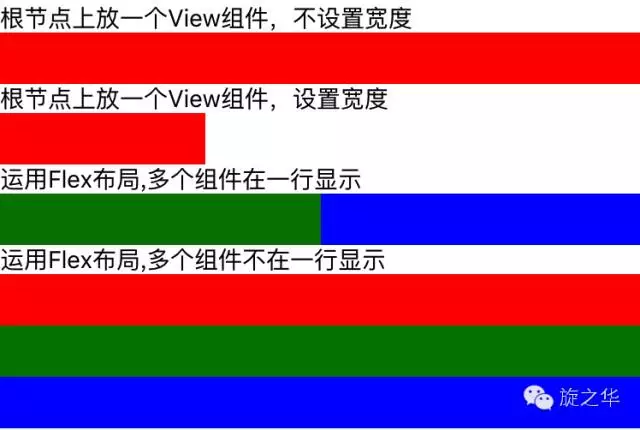 根节点上放一个View组件，不设置宽度
根节点上放一个View组件，设置宽度
运用Flex布局,多个组件在一行显示
运用Flex布局,多个组件不在一行显示
旋之华